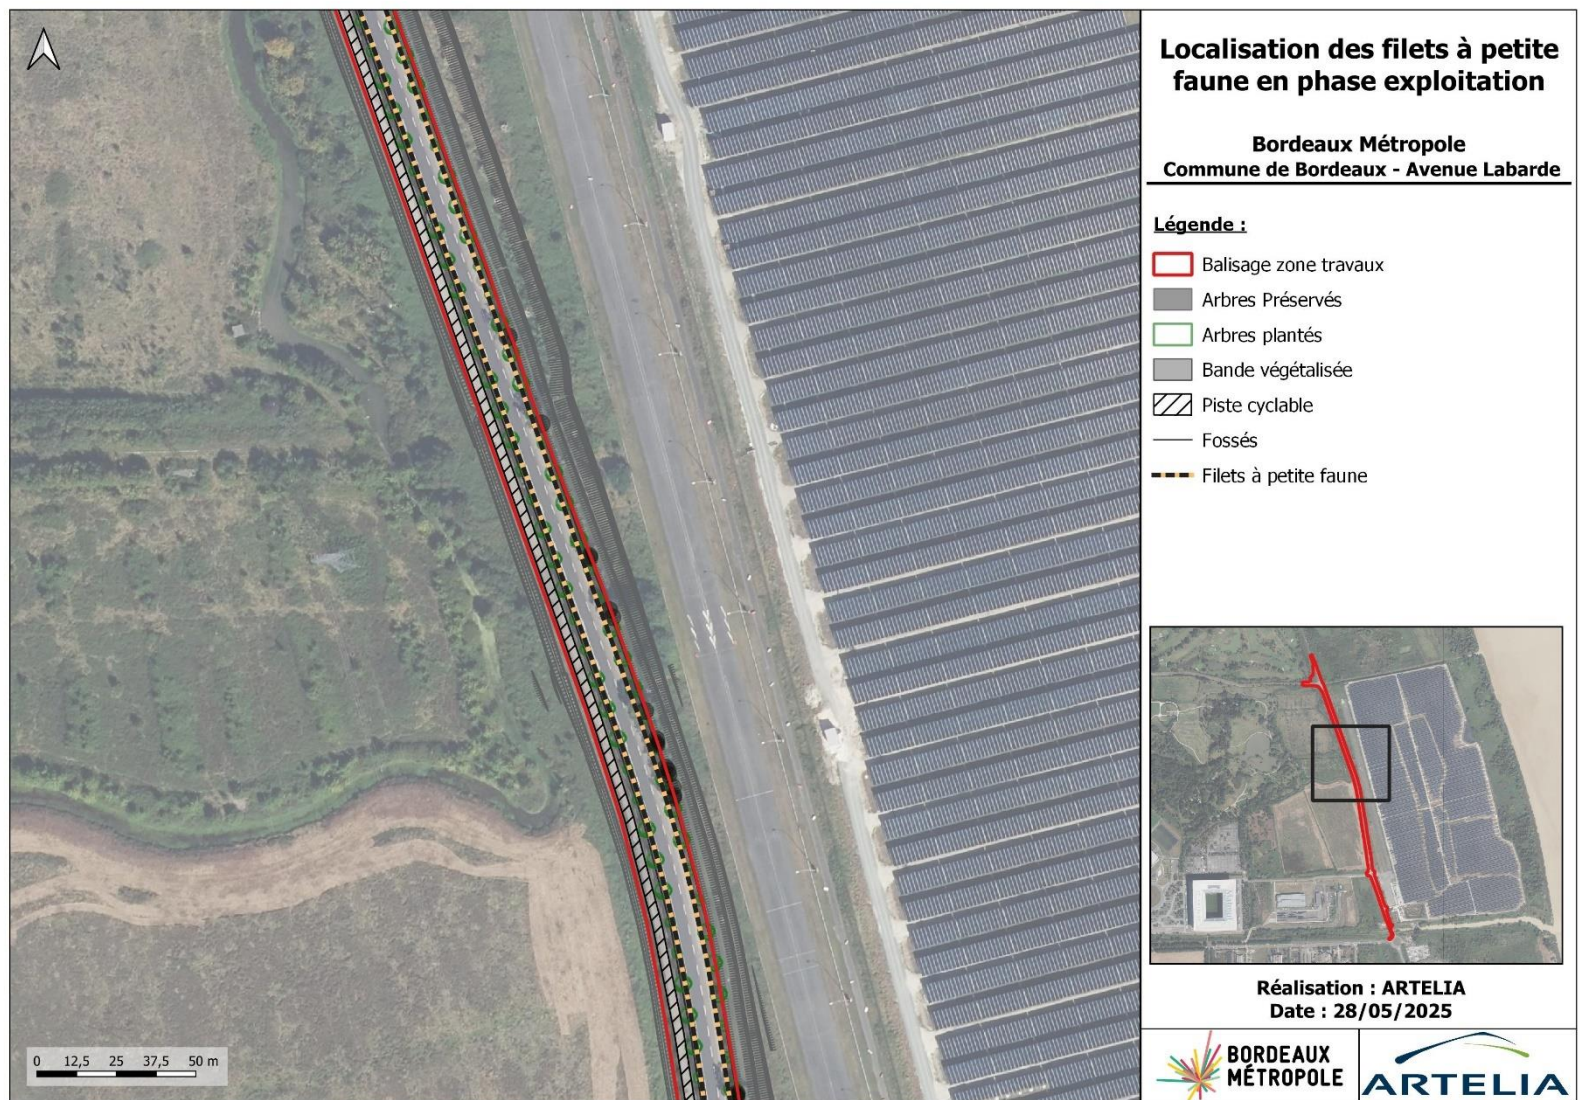 Localisation des filets à petite
faune en phase exploitation
Bordeaux Métropole
Commune de Bordeaux - Avenue Labarde
Légende :
Balisage zone travaux
Arbres Préservés
Arbres plantés
Bande végétalisée
Piste cyclable
Fossés
Filets à petite faune
0 12,5 25 37,5 50 m
Réalisation : ARTELIA
Date : 28/05/2025
BORDEAUX
MÉTROPOLE
ARTELIA